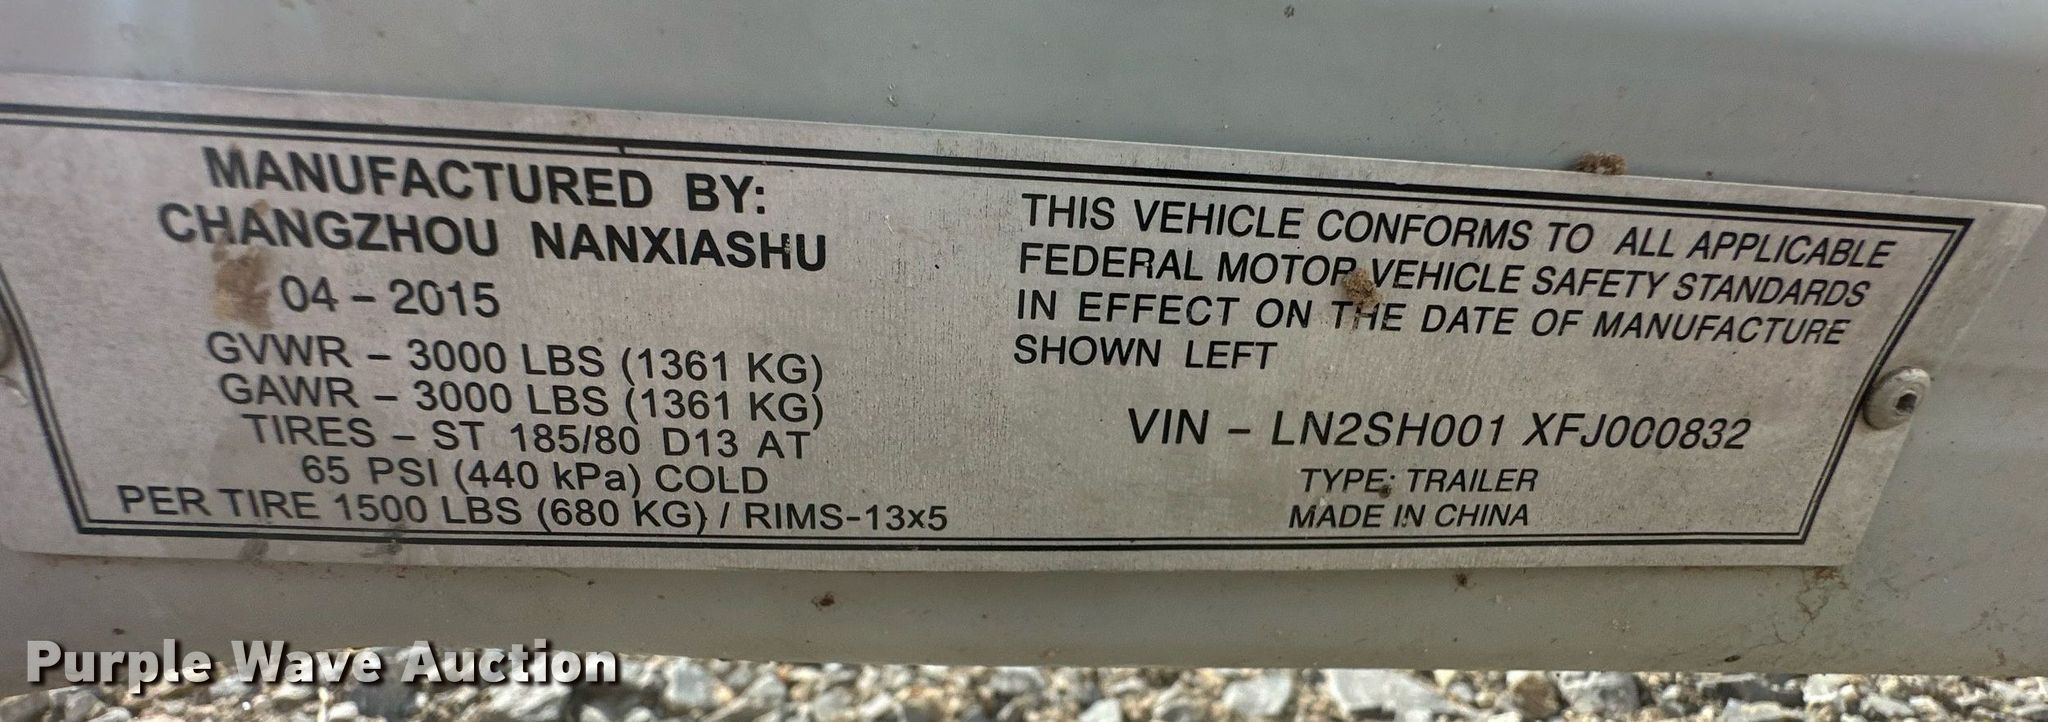 MANUFACTURED BY:
CHANGZHOU NANXIASHU
04 - 2015
GVWR - 3000 LBS (1361 KG)
GAWR - 3000 LBS (1361 KG)
TIRES - ST 185/80 D13 AT
65 PSI (440 kPa) COLD
PER TIRE 1500 LBS (680 KG) / RIMS-13x5
THIS VEHICLE CONFORMS TO ALL APPLICABLE
FEDERAL MOTOR VEHICLE SAFETY STANDARDS
IN EFFECT ON THE DATE OF MANUFACTURE
SHOWN LEFT
VIN - LN2SH001 XFJ000832
TYPE: TRAILER
MADE IN CHINA
Purple Wave Auction